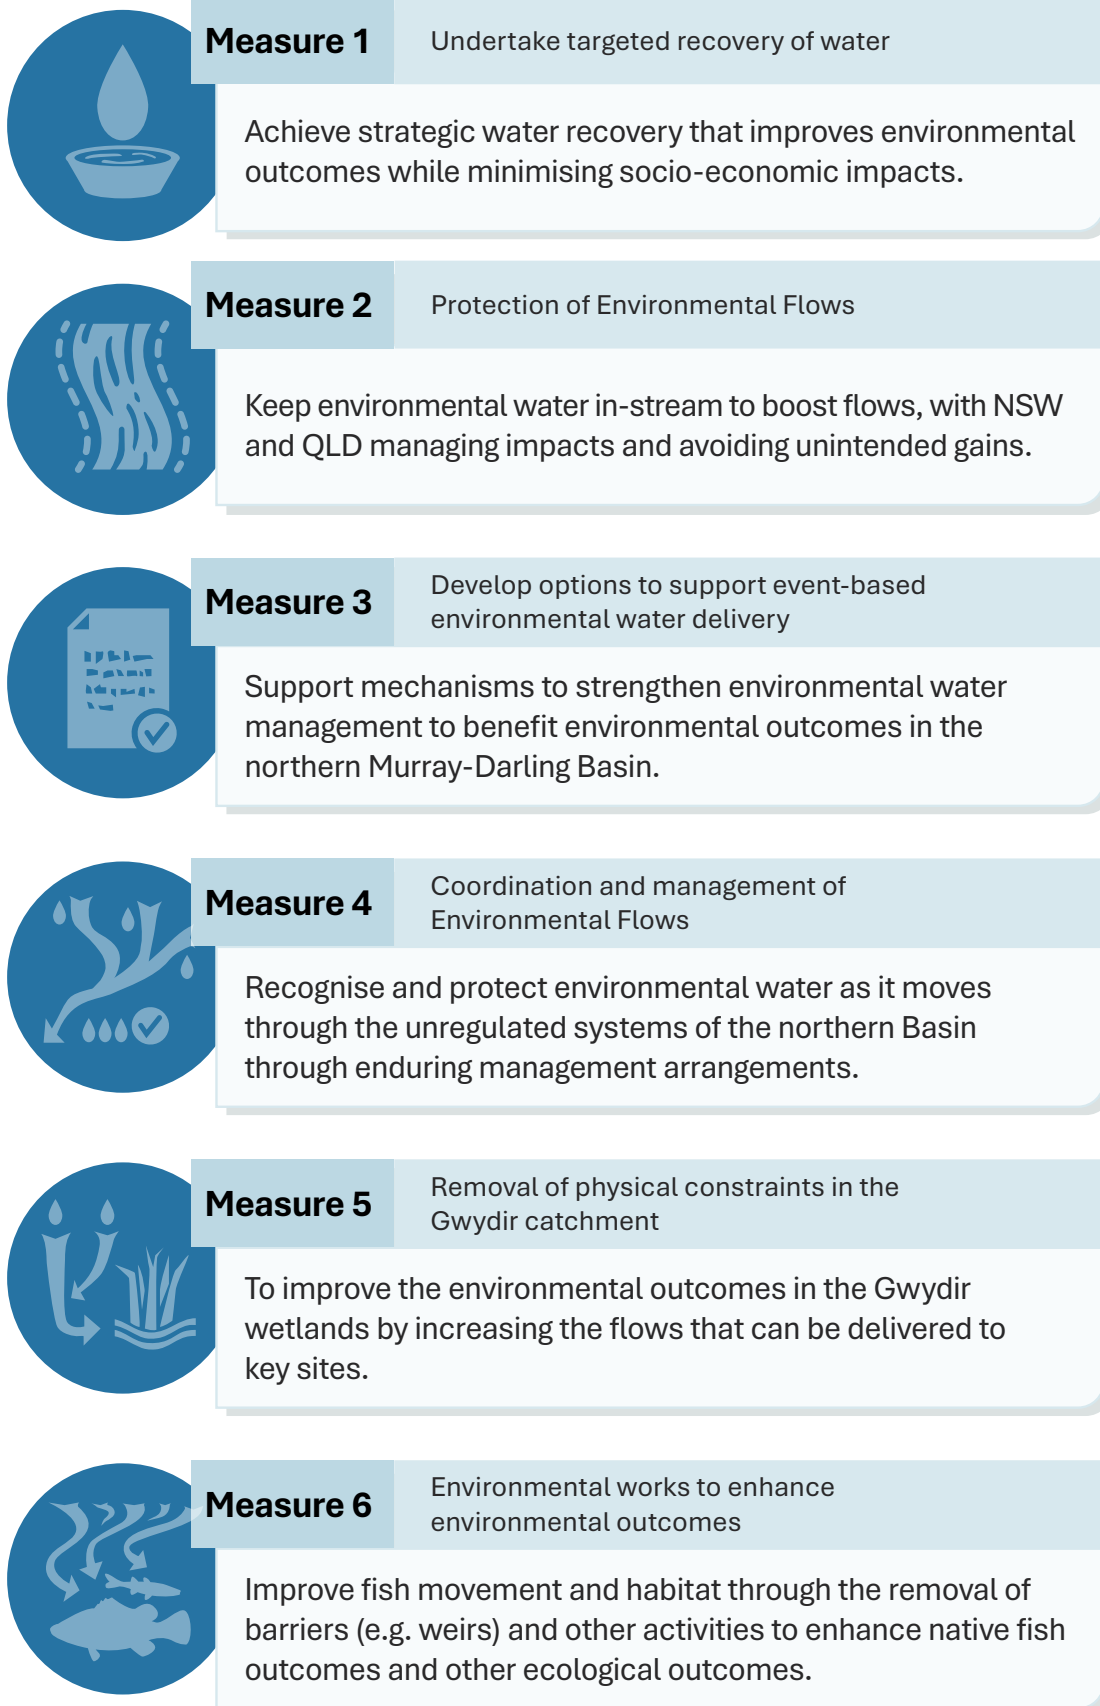 Measure 1
Undertake targeted recovery of water
Achieve strategic water recovery that improves environmental
outcomes while minimising socio-economic impacts.
Measure 2
Protection of Environmental Flows
Keep environmental water in-stream to boost flows, with NSW
and QLD managing impacts and avoiding unintended gains.
Measure 3
Develop options to support event-based
environmental water delivery
Support mechanisms to strengthen environmental water
management to benefit environmental outcomes in the
northern Murray-Darling Basin.
Measure 4
Coordination and management of
Environmental Flows
Recognise and protect environmental water as it moves
through the unregulated systems of the northern Basin
through enduring management arrangements.
Measure 5
Removal of physical constraints in the
Gwydir catchment
To improve the environmental outcomes in the Gwydir
wetlands by increasing the flows that can be delivered to
key sites.
Measure 6
Environmental works to enhance
environmental outcomes
Improve fish movement and habitat through the removal of
barriers (e.g. weirs) and other activities to enhance native fish
outcomes and other ecological outcomes.